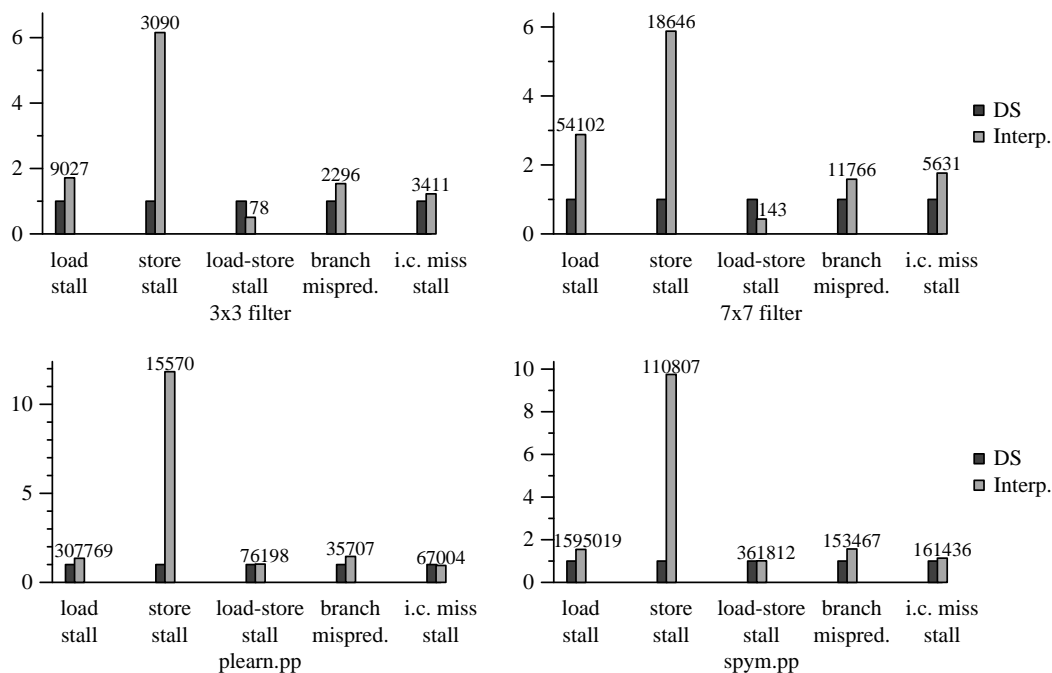 3090
6
4
9027
2
2296
3411
78
0
load
stall
store
stall
load-store
stall
branch
mispred.
i.c. miss
stall
3x3 filter
18646
6
4
54102
2
11766
5631
143
0
load
stall
store
stall
load-store
stall
branch
mispred.
i.c. miss
stall
7x7 filter
DS
Interp.
15570
10
5
307769
76198
35707
67004
0
load
stall
store
stall
load-store
stall
branch
mispred.
i.c. miss
stall
plearn.pp
110807
10
8
6
4
2
1595019
361812
153467
161436
0
load
stall
store
stall
load-store
stall
branch
mispred.
i.c. miss
stall
spym.pp
DS
Interp.